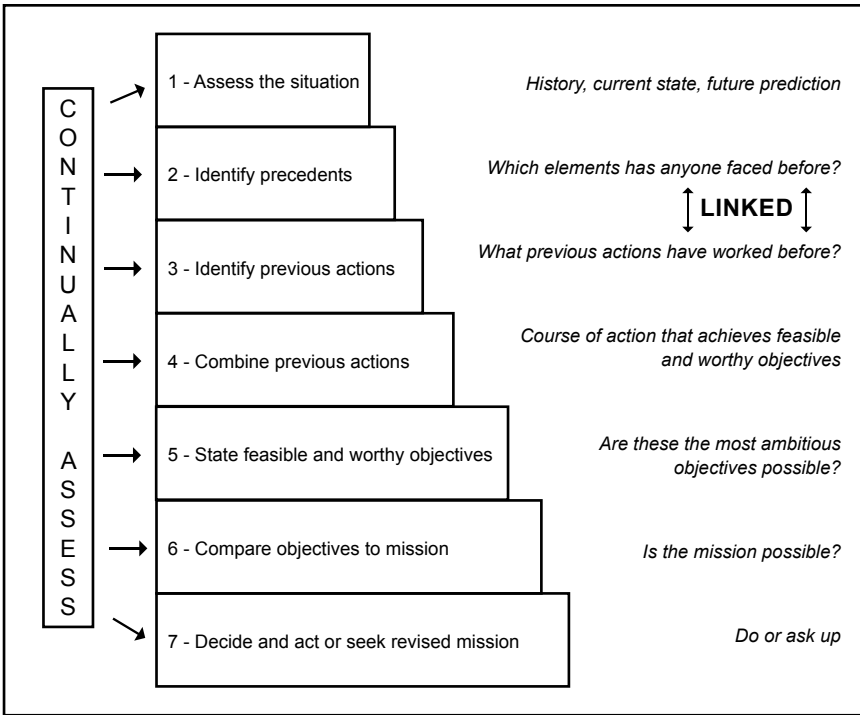 CONTINUALLY ASSESS
1 - Assess the situation
History, current state, future prediction
2 - Identify precedents
Which elements has anyone faced before?
LINKED
3 - Identify previous actions
What previous actions have worked before?
4 - Combine previous actions
Course of action that achieves feasible
and worthy objectives
5 - State feasible and worthy objectives
Are these the most ambitious
objectives possible?
6 - Compare objectives to mission
Is the mission possible?
7 - Decide and act or seek revised mission
Do or ask up